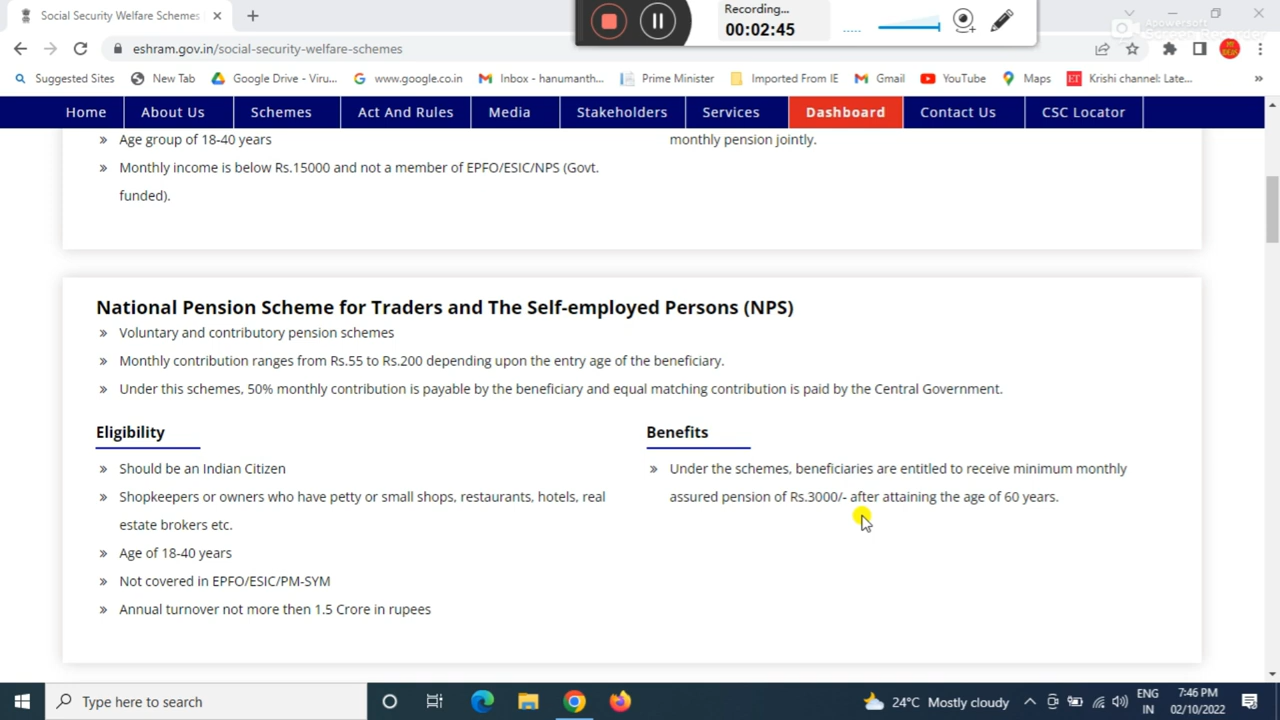 Social Security Welfare Schemes
Recording...
00:02:45
Apowersoft
Screen Recorder
eshram.gov.in/social-security-welfare-schemes
Suggested Sites
New Tab
Google Drive - Viru...
www.google.co.in
Inbox - hanumanth...
Prime Minister
Imported From IE
Gmail
YouTube
Maps
ET
Krishi channel: Late...
»
Home
About Us
Schemes
Act And Rules
Media
Stakeholders
Services
Dashboard
Contact Us
CSC Locator
» Age group of 18-40 years
» Monthly income is below Rs.15000 and not a member of EPFO/ESIC/NPS (Govt.
funded).
monthly pension jointly.
National Pension Scheme for Traders and The Self-employed Persons (NPS)
» Voluntary and contributory pension schemes
» Monthly contribution ranges from Rs.55 to Rs.200 depending upon the entry age of the beneficiary.
» Under this schemes, 50% monthly contribution is payable by the beneficiary and equal matching contribution is paid by the Central Government.
Eligibility
» Should be an Indian Citizen
» Shopkeepers or owners who have petty or small shops, restaurants, hotels, real
estate brokers etc.
» Age of 18-40 years
» Not covered in EPFO/ESIC/PM-SYM
» Annual turnover not more then 1.5 Crore in rupees
Benefits
» Under the schemes, beneficiaries are entitled to receive minimum monthly
assured pension of Rs.3000/- after attaining the age of 60 years.
Type here to search
24°C Mostly cloudy
ENG
IN
7:46 PM
02/10/2022